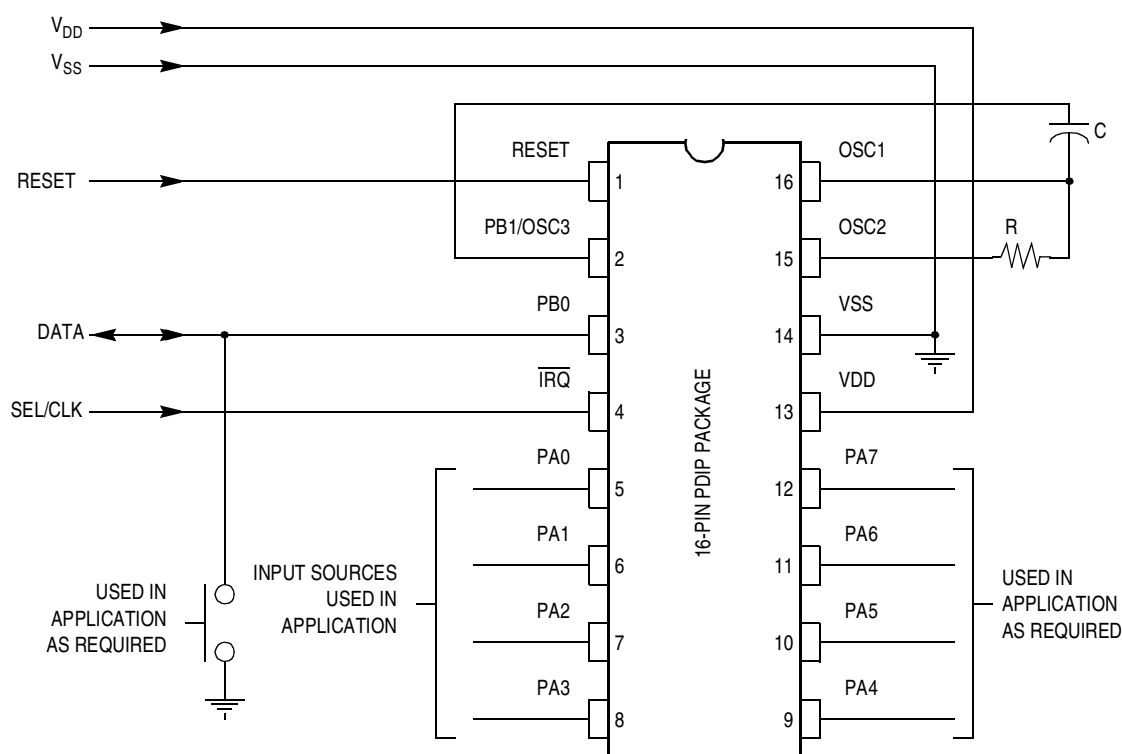 VDD
VSS
C
RESET
OSC1
RESET
1
16
PB1/OSC3
OSC2
R
2
15
PB0
VSS
DATA
3
14
IRQ
VDD
SEL/CLK
4
13
16-PIN PDIP PACKAGE
PA0
PA7
5
12
PA1
PA6
6
11
INPUT SOURCES
USED IN
APPLICATION
USED IN
APPLICATION
AS REQUIRED
USED IN
APPLICATION
AS REQUIRED
PA2
PA5
7
10
PA3
PA4
8
9